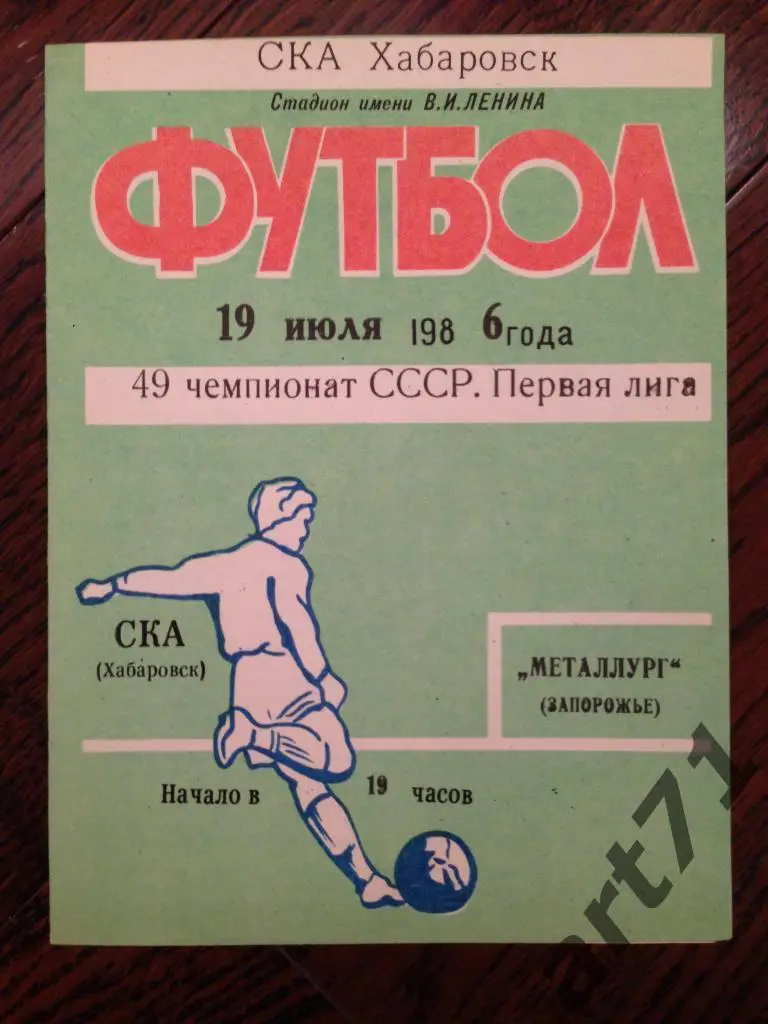 СКА Хабаровск
Стадион имени В.И.ЛЕНИНА
ФУТБОЛ
19 июля 198 6 года
49 чемпионат СССР. Первая лига
СКА
(Хабаровск)
„МЕТАЛЛУРГ“
(ЗАПОРОЖЬЕ)
Начало в 19 часов
art71